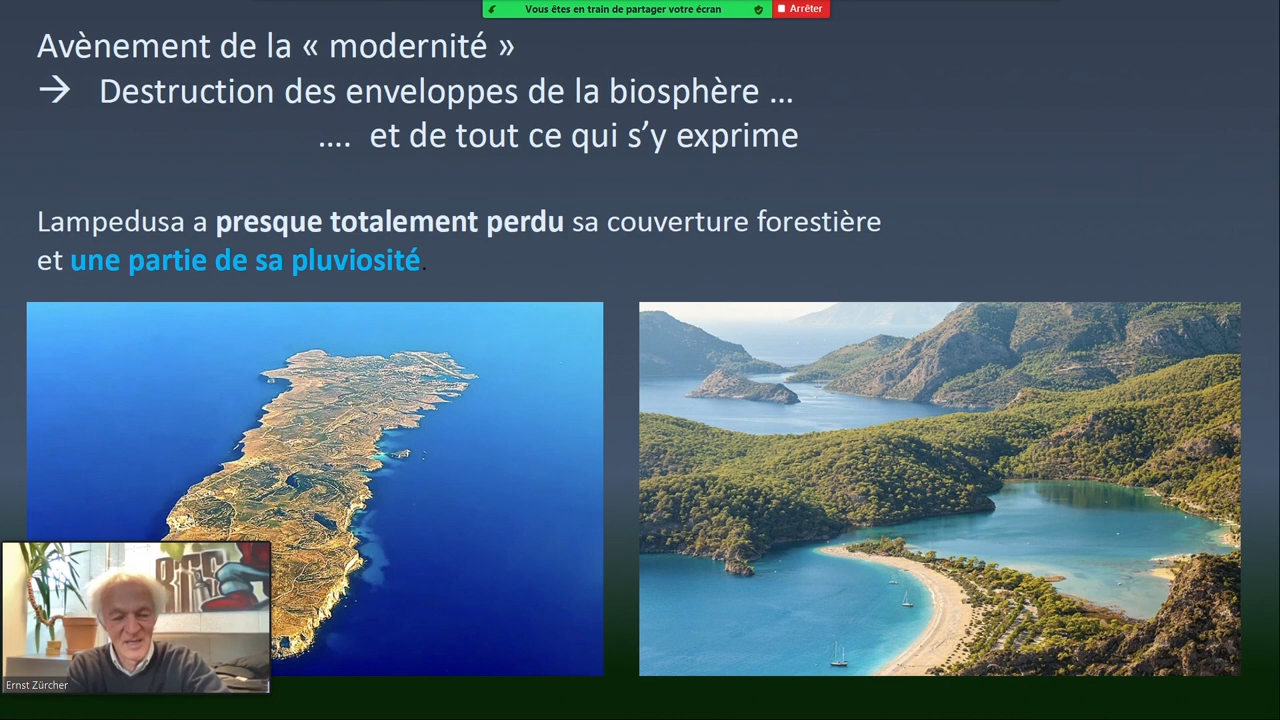 Vous êtes en train de partager votre écran
Arrêter
Avènement de la « modernité »
→ Destruction des enveloppes de la biosphère ...
.... et de tout ce qui s’y exprime
Lampedusa a presque totalement perdu sa couverture forestière
et une partie de sa pluviosité.
Ernst Zürcher